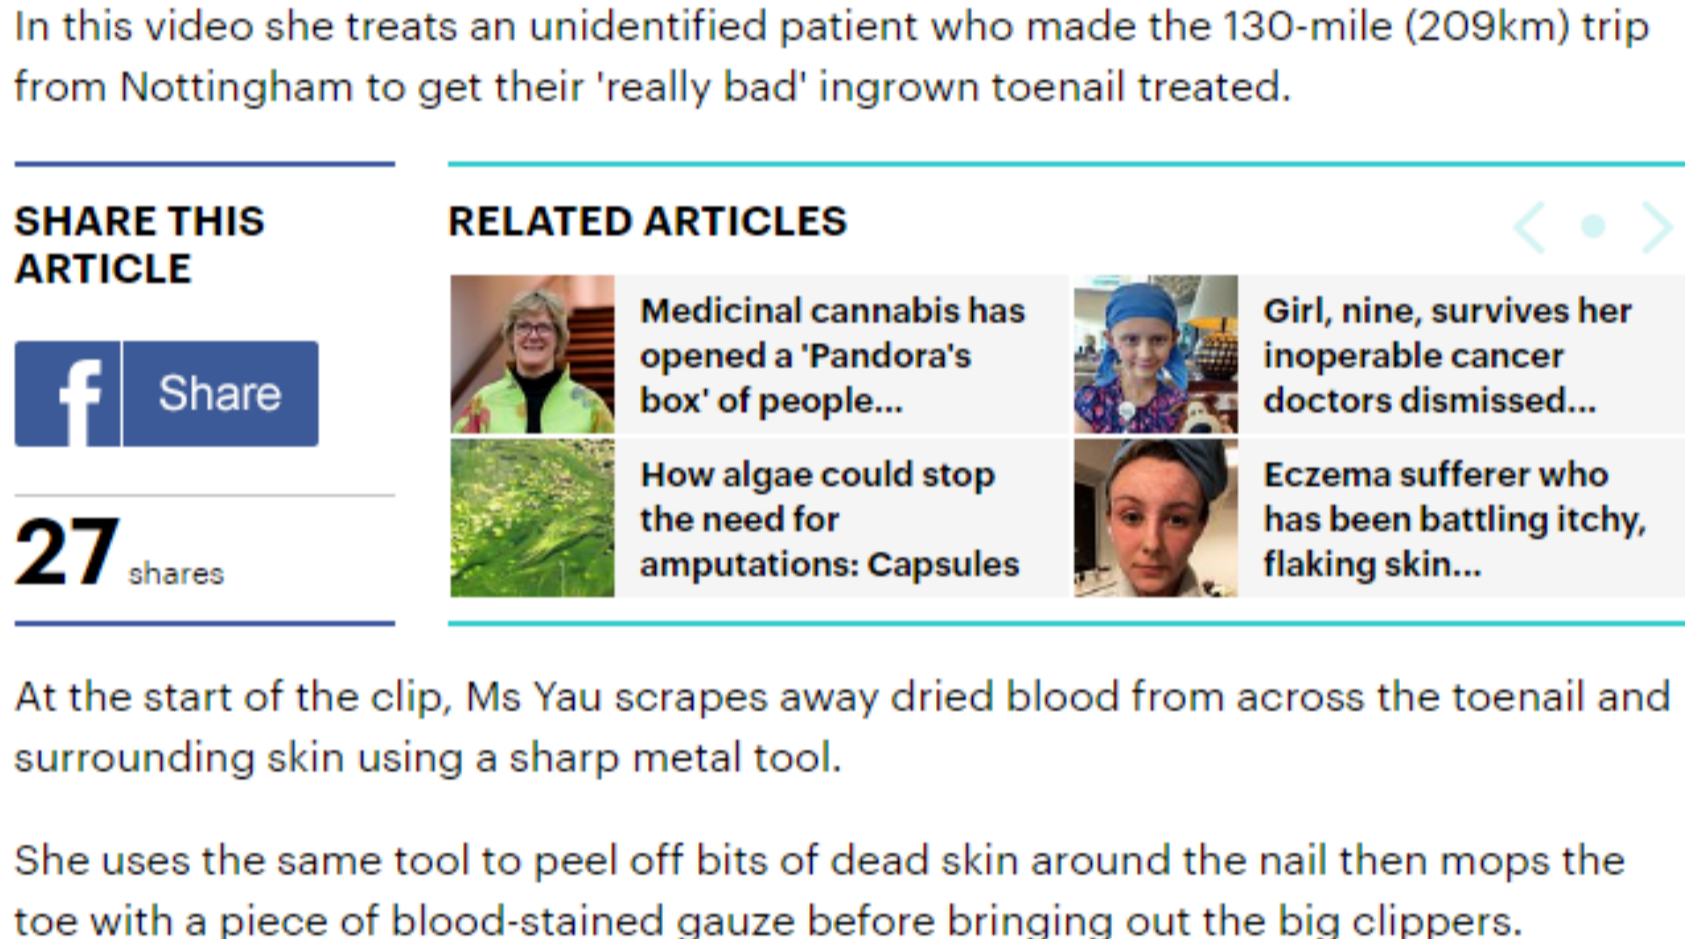 In this video she treats an unidentified patient who made the 130-mile (209km) trip
from Nottingham to get their 'really bad' ingrown toenail treated.
SHARE THIS
ARTICLE
f Share
27 shares
RELATED ARTICLES
Medicinal cannabis has
opened a 'Pandora's
box' of people...
Girl, nine, survives her
inoperable cancer
doctors dismissed...
How algae could stop
the need for
amputations: Capsules
Eczema sufferer who
has been battling itchy,
flaking skin...
At the start of the clip, Ms Yau scrapes away dried blood from across the toenail and
surrounding skin using a sharp metal tool.
She uses the same tool to peel off bits of dead skin around the nail then mops the
toe with a piece of blood-stained gauze before bringing out the big clippers.